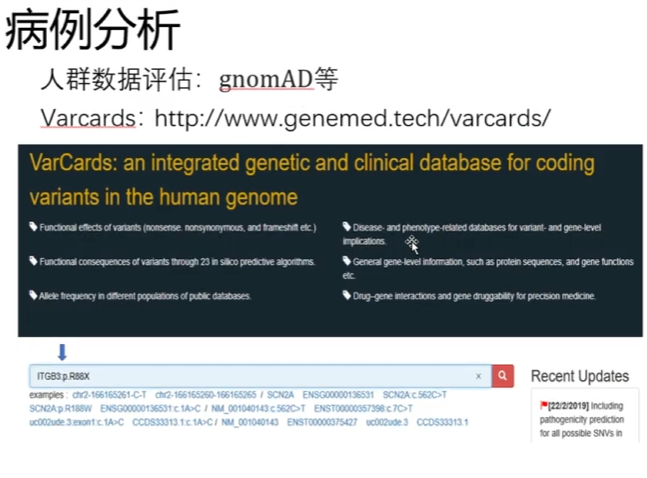 病例分析
人群数据评估：gnomAD等
Varcards：http://www.genemed.tech/varcards/
VarCards: an integrated genetic and clinical database for coding
variants in the human genome
Functional effects of variants (nonsense, nonsynonymous, and frameshift etc.)
Disease- and phenotype-related databases for variant- and gene-level
implications.
Functional consequences of variants through 23 in silico predictive algorithms.
General gene-level information, such as protein sequences, and gene functions
etc.
Allele frequency in different populations of public databases.
Drug–gene interactions and gene druggability for precision medicine.
ITGB3:p.R88X x
examples : chr2-166165261-C-T chr2-166165260-166165265 / SCN2A ENSG00000136531 SCN2A:c.562C>T
SCN2A:p.R188W ENSG00000136531:c.1A>C / NM_001040143:c.562C>T ENST00000357398:c.7C>T
uc002ude.3:exon1:c.1A>C CCDS33313.1:c.1A>C / NM_001040143 ENST00000375427 uc002ude.3 CCDS33313.1
Recent Updates
[22/2/2019] Including
pathogenicity prediction
for all possible SNVs in